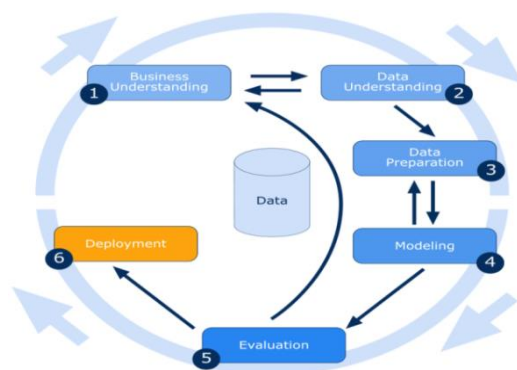 Business
Understanding
1
Data
Understanding
2
Data
Preparation
3
Data
Modeling
4
Deployment
6
Evaluation
5